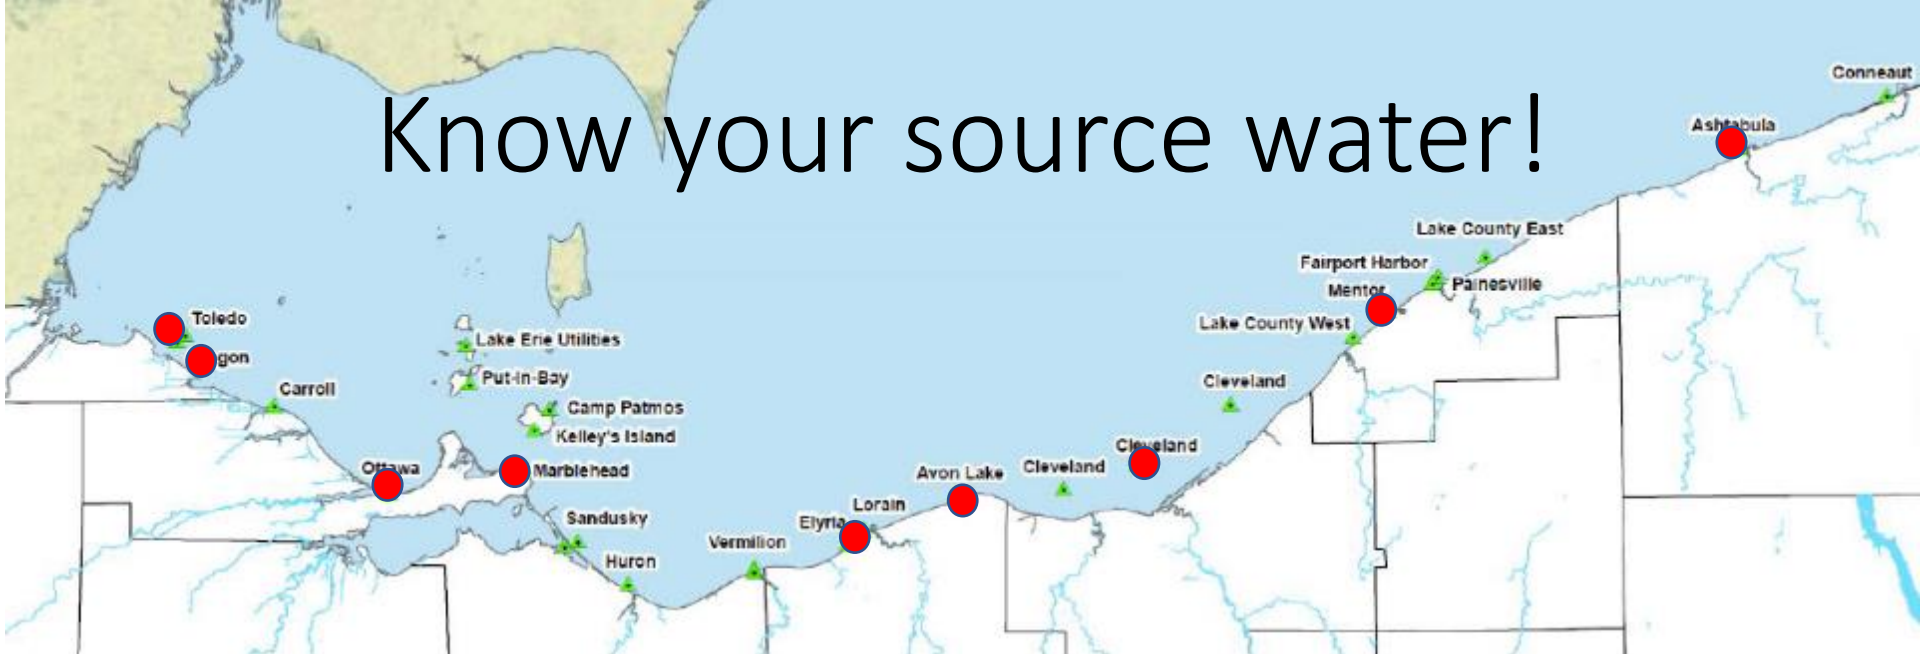 Know your source water!
Conneaut
Ashtabula
Lake County East
Fairport Harbor
Painesville
Mentor
Lake County West
Toledo
gon
Lake Erie Utilities
Put-In-Bay
Carroll
Cleveland
Camp Patmos
Kelley's Island
Cleveland
Ottawa
Marblehead
Avon Lake
Cleveland
Lorain
Sandusky
Elyria
Vermilion
Huron